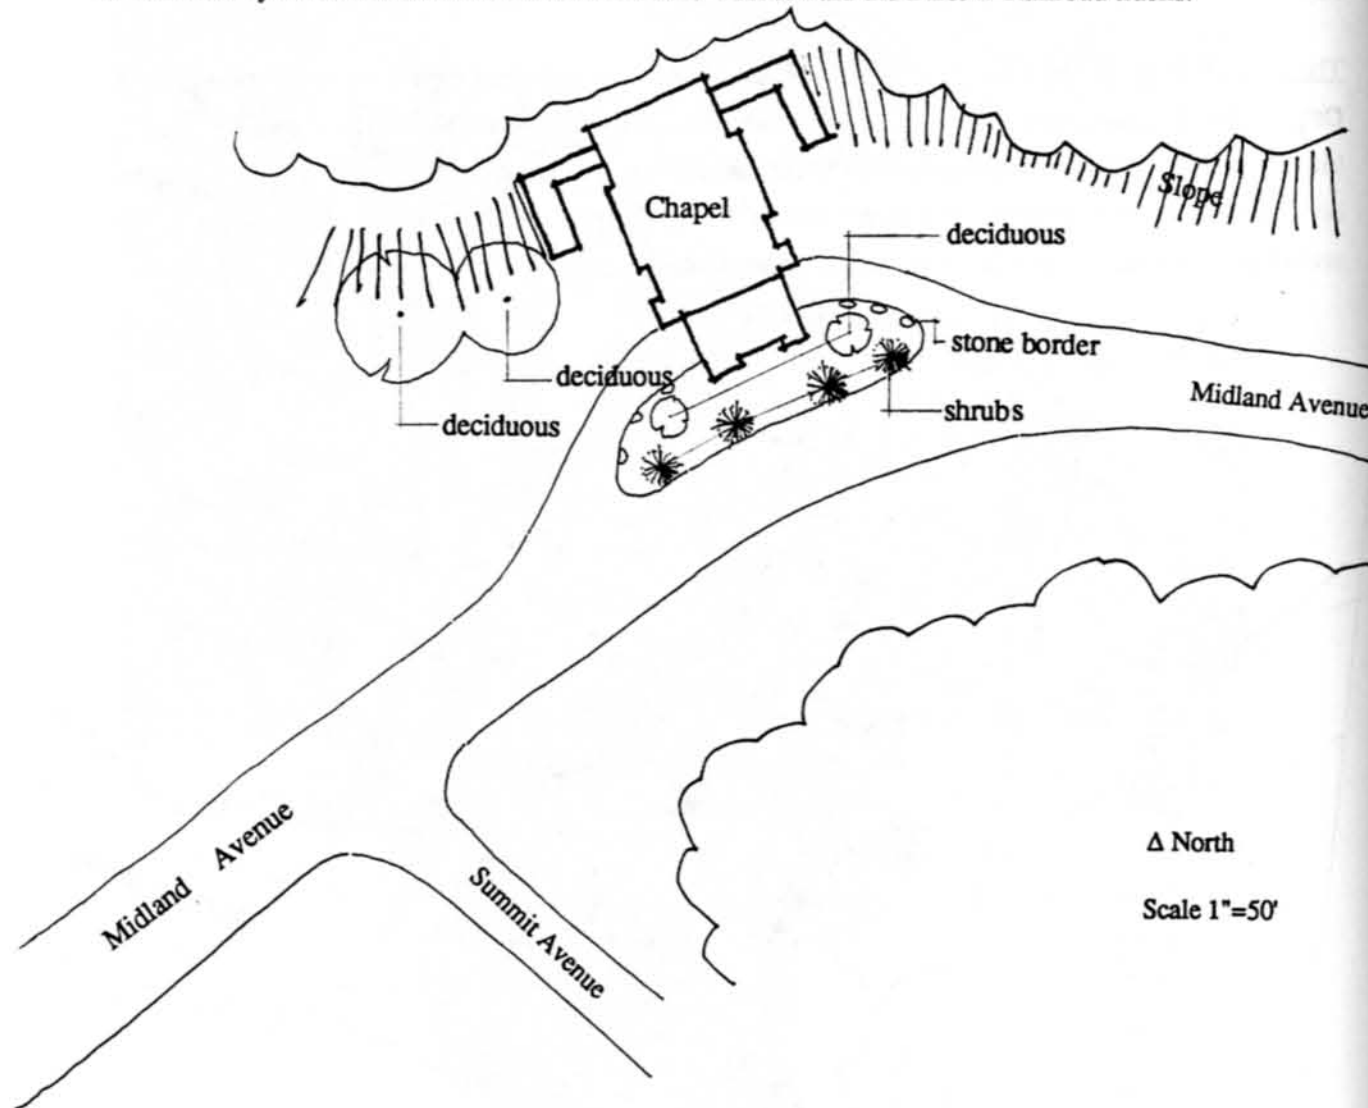 Chapel
Slope
deciduous
stone border
deciduous
shrubs
deciduous
Midland Avenue
Midland Avenue
Summit Avenue
Δ North
Scale 1"=50'